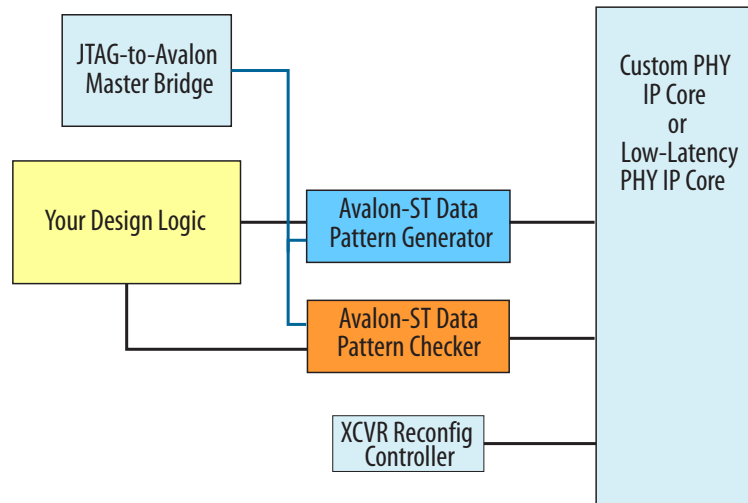 JTAG-to-Avalon
Master Bridge
Custom PHY
IP Core
or
Low-Latency
PHY IP Core
Your Design Logic
Avalon-ST Data
Pattern Generator
Avalon-ST Data
Pattern Checker
XCVR Reconfig
Controller